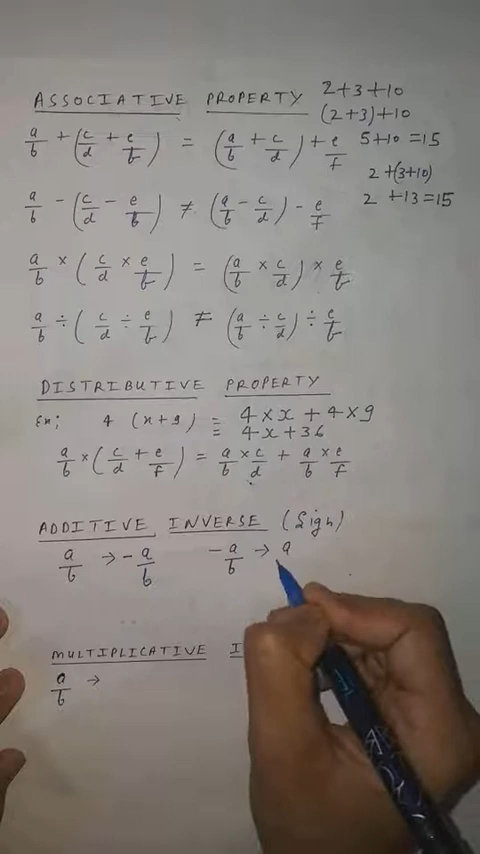 ASSOCIATIVE PROPERTY
2+3+10
(2+3)+10
5+10=15
2+(3+10)
2+13=15
a/b + (c/d + e/f) = (a/b + c/d) + e/f
a/b - (c/d - e/f) ≠ (a/b - c/d) - e/f
a/b × (c/d × e/f) = (a/b × c/d) × e/f
a/b ÷ (c/d ÷ e/f) ≠ (a/b ÷ c/d) ÷ e/f
DISTRIBUTIVE PROPERTY
Ex; 4 (x+9) = 4×x + 4×9
= 4x+36
a/b × (c/d + e/f) = a/b × c/d + a/b × e/f
ADDITIVE INVERSE (Sign)
a/b → -a/b -a/b → a
MULTIPLICATIVE I
a/b →